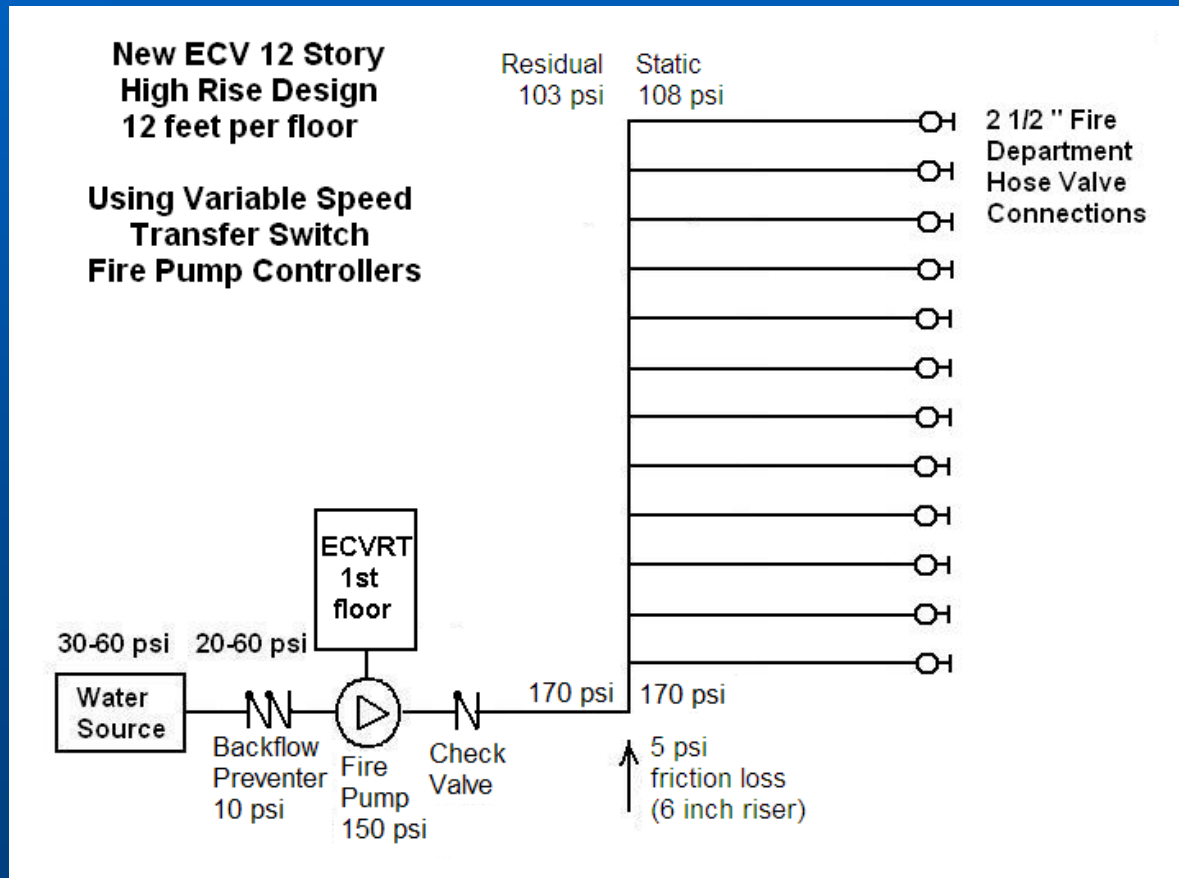 New ECV 12 Story
High Rise Design
12 feet per floor
Using Variable Speed
Transfer Switch
Fire Pump Controllers
Residual Static
103 psi 108 psi
2 1/2 " Fire
Department
Hose Valve
Connections
ECVRT
1st
floor
30-60 psi 20-60 psi
Water
Source
Backflow
Preventer
10 psi
Fire
Pump
150 psi
Check
Valve
170 psi 170 psi
5 psi
friction loss
(6 inch riser)